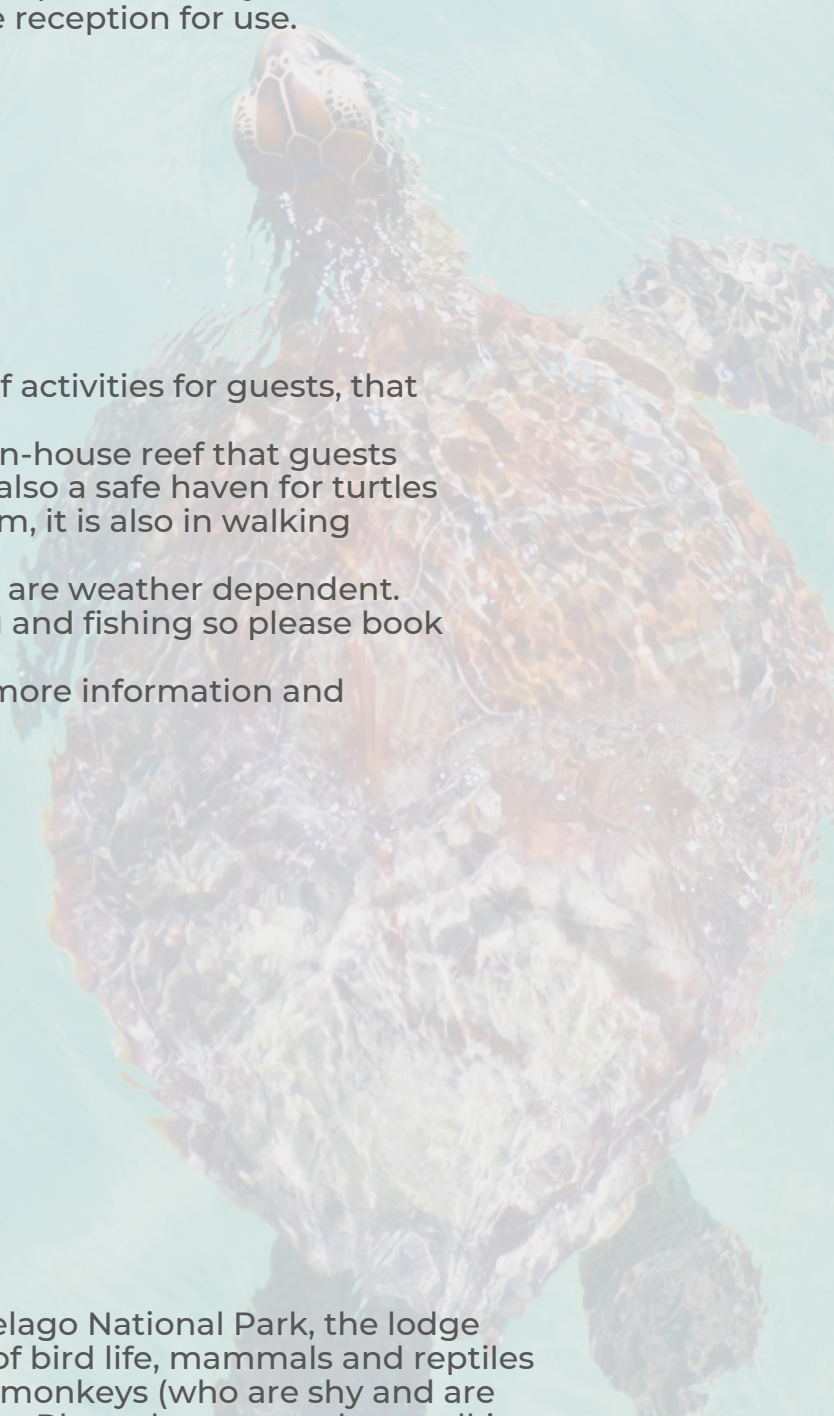 reception for use.
activities for guests, that
n-house reef that guests
also a safe haven for turtles
m, it is also in walking
are weather dependent.
and fishing so please book
more information and
elago National Park, the lodge
of bird life, mammals and reptiles
monkeys (who are shy and are